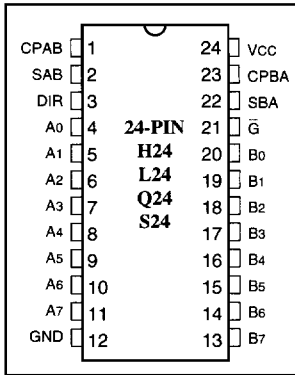 CPAB 1 24 VCC
SAB 2 23 CPBA
DIR 3 22 SBA
A0 4 24-PIN 21 G̅
A1 5 H24 20 B0
A2 6 L24 19 B1
A3 7 Q24 18 B2
A4 8 S24 17 B3
A5 9 16 B4
A6 10 15 B5
A7 11 14 B6
GND 12 13 B7